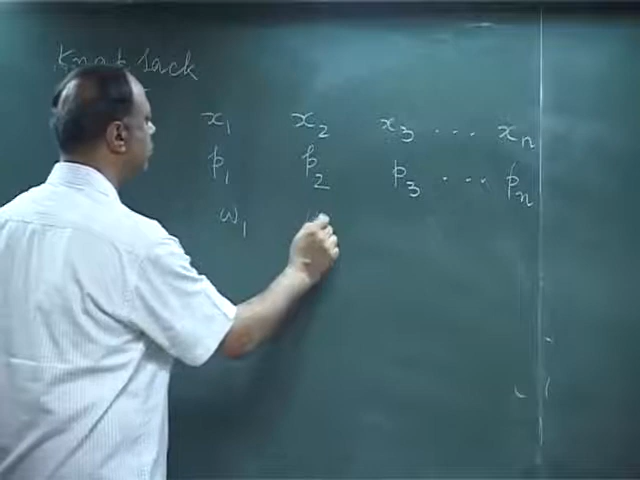 Knapsack
x₁ x₂ x₃ ... xₙ
p₁ p₂ p₃ ... pₙ
w₁